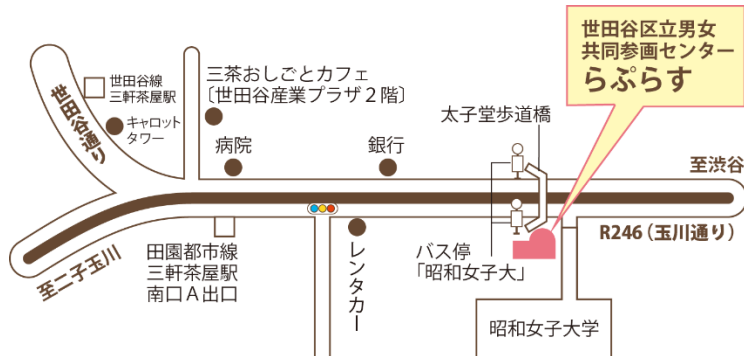 世田谷区立男女
共同参画センター
らぷらす
世田谷通り
世田谷線
三軒茶屋駅
キャロット
タワー
三茶おしごとカフェ
〔世田谷産業プラザ2階〕
病院
銀行
太子堂歩道橋
至渋谷
R246(玉川通り)
至二子玉川
田園都市線
三軒茶屋駅
南口A出口
レンタカー
バス停
「昭和女子大」
昭和女子大学